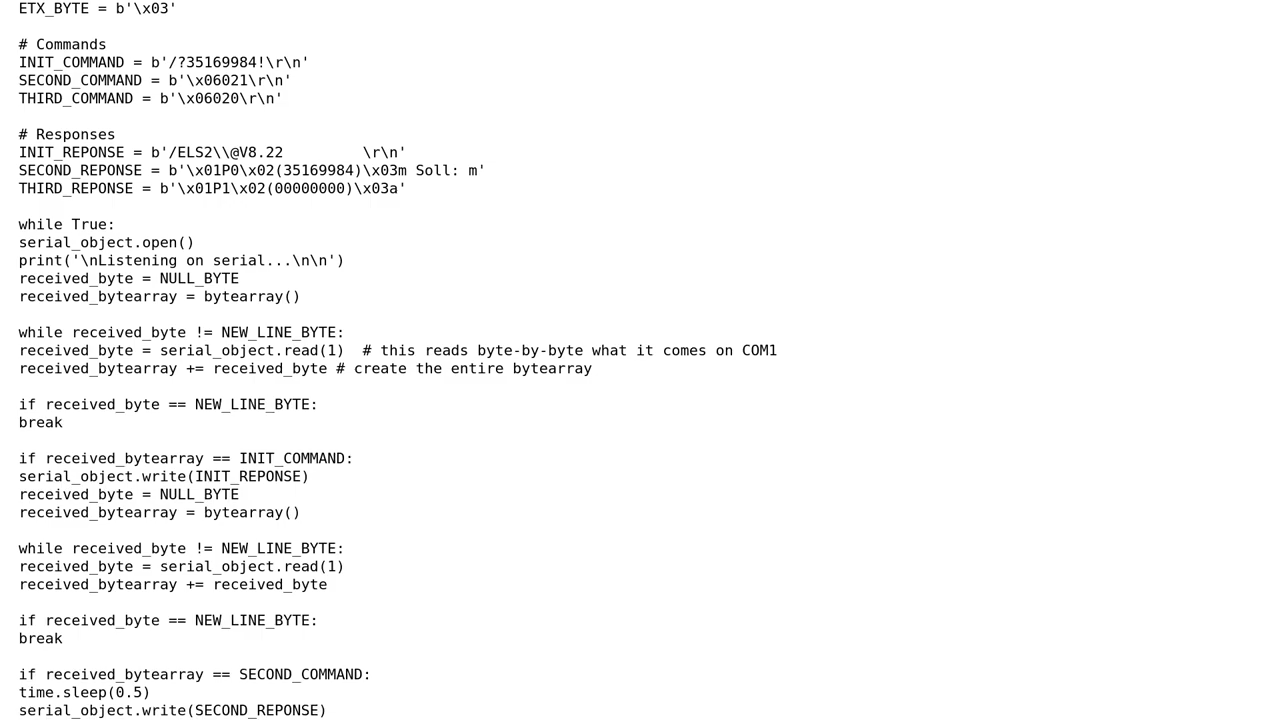 ETX_BYTE = b'\x03'

# Commands
INIT_COMMAND = b'/?35169984!\r\n'
SECOND_COMMAND = b'\x06021\r\n'
THIRD_COMMAND = b'\x06020\r\n'

# Responses
INIT_REPONSE = b'/ELS2\\@V8.22         \r\n'
SECOND_REPONSE = b'\x01P0\x02(35169984)\x03m Soll: m'
THIRD_REPONSE = b'\x01P1\x02(00000000)\x03a'

while True:
serial_object.open()
print('\nListening on serial...\n\n')
received_byte = NULL_BYTE
received_bytearray = bytearray()

while received_byte != NEW_LINE_BYTE:
received_byte = serial_object.read(1)  # this reads byte-by-byte what it comes on COM1
received_bytearray += received_byte # create the entire bytearray

if received_byte == NEW_LINE_BYTE:
break

if received_bytearray == INIT_COMMAND:
serial_object.write(INIT_REPONSE)
received_byte = NULL_BYTE
received_bytearray = bytearray()

while received_byte != NEW_LINE_BYTE:
received_byte = serial_object.read(1)
received_bytearray += received_byte

if received_byte == NEW_LINE_BYTE:
break

if received_bytearray == SECOND_COMMAND:
time.sleep(0.5)
serial_object.write(SECOND_REPONSE)